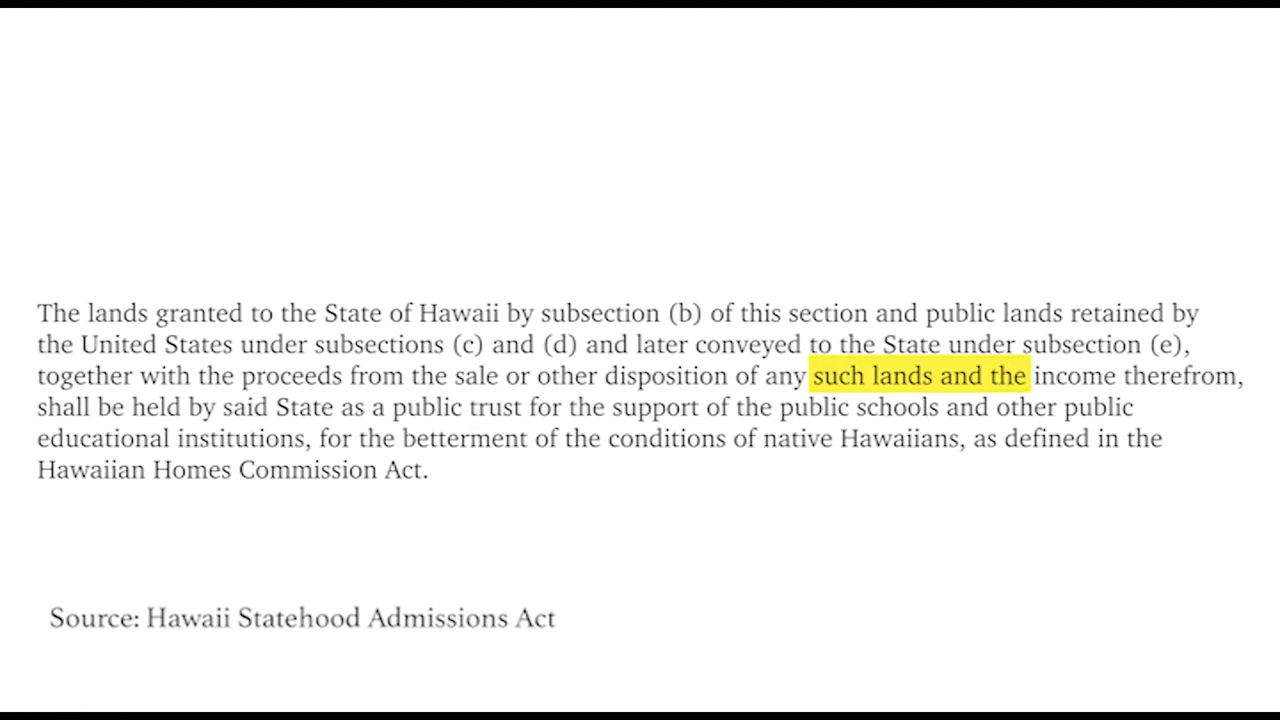 The lands granted to the State of Hawaii by subsection (b) of this section and public lands retained by
the United States under subsections (c) and (d) and later conveyed to the State under subsection (e),
together with the proceeds from the sale or other disposition of any such lands and the income therefrom,
shall be held by said State as a public trust for the support of the public schools and other public
educational institutions, for the betterment of the conditions of native Hawaiians, as defined in the
Hawaiian Homes Commission Act.
Source: Hawaii Statehood Admissions Act